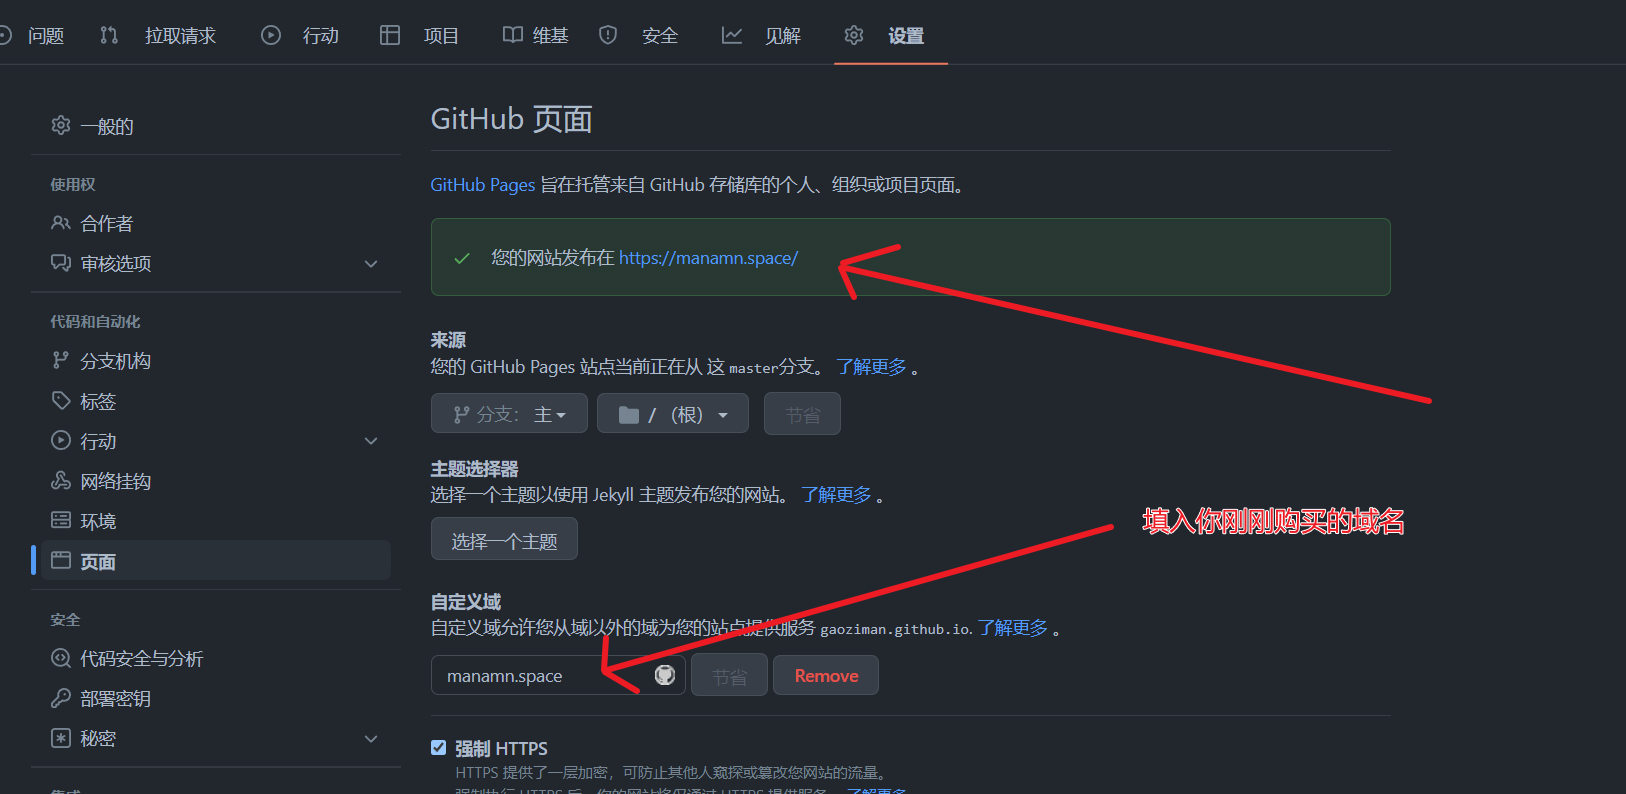 问题 拉取请求 行动 项目 维基 安全 见解 设置
一般的
使用权
合作者
审核选项
代码和自动化
分支机构
标签
行动
网络挂钩
环境
页面
安全
代码安全与分析
部署密钥
秘密
GitHub 页面
GitHub Pages 旨在托管来自 GitHub 存储库的个人、组织或项目页面。
您的网站发布在 https://manamn.space/
来源
您的 GitHub Pages 站点当前正在从 这 master分支。 了解更多 。
分支： 主 / （根） 节省
主题选择器
选择一个主题以使用 Jekyll 主题发布您的网站。 了解更多 。
选择一个主题
填入你刚刚购买的域名
自定义域
自定义域允许您从域以外的域为您的站点提供服务 gaoziman.github.io. 了解更多 。
manamn.space 节省 Remove
强制 HTTPS
HTTPS 提供了一层加密，可防止其他人窥探或篡改您网站的流量。